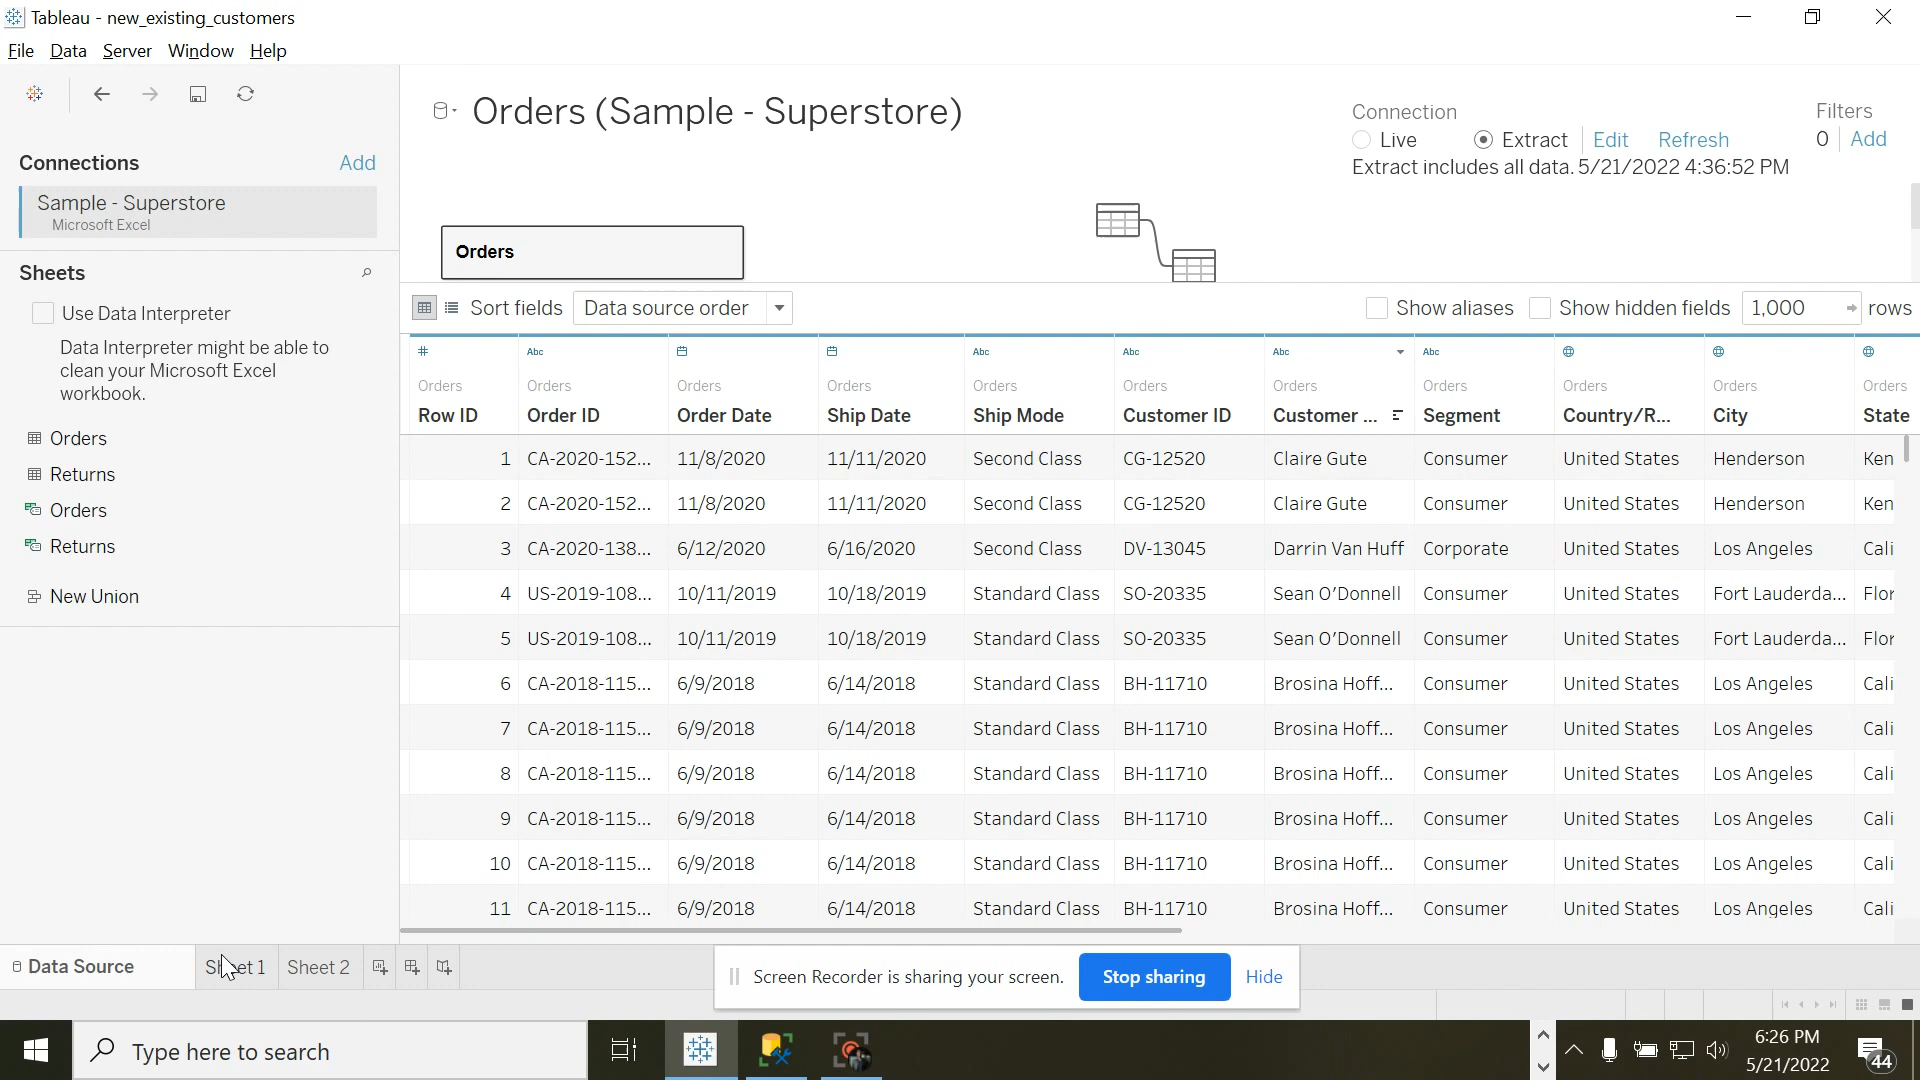 Tableau - new_existing_customers
File Data Server Window Help
Connections Add
Sample - Superstore
Microsoft Excel
Sheets
Use Data Interpreter
Data Interpreter might be able to
clean your Microsoft Excel
workbook.
Orders
Returns
Orders
Returns
New Union
Orders (Sample - Superstore)
Connection
Live Extract Edit Refresh
Extract includes all data. 5/21/2022 4:36:52 PM
Filters
0 Add
Orders
Sort fields Data source order Show aliases Show hidden fields 1,000 rows
# Abc Abc Abc Abc Abc
Orders Orders Orders Orders Orders Orders Orders Orders Orders Orders Orders
Row ID Order ID Order Date Ship Date Ship Mode Customer ID Customer ... Segment Country/R... City State
1 CA-2020-152... 11/8/2020 11/11/2020 Second Class CG-12520 Claire Gute Consumer United States Henderson Ken
2 CA-2020-152... 11/8/2020 11/11/2020 Second Class CG-12520 Claire Gute Consumer United States Henderson Ken
3 CA-2020-138... 6/12/2020 6/16/2020 Second Class DV-13045 Darrin Van Huff Corporate United States Los Angeles Cali
4 US-2019-108... 10/11/2019 10/18/2019 Standard Class SO-20335 Sean O'Donnell Consumer United States Fort Lauderda... Flor
5 US-2019-108... 10/11/2019 10/18/2019 Standard Class SO-20335 Sean O'Donnell Consumer United States Fort Lauderda... Flor
6 CA-2018-115... 6/9/2018 6/14/2018 Standard Class BH-11710 Brosina Hoff... Consumer United States Los Angeles Cali
7 CA-2018-115... 6/9/2018 6/14/2018 Standard Class BH-11710 Brosina Hoff... Consumer United States Los Angeles Cali
8 CA-2018-115... 6/9/2018 6/14/2018 Standard Class BH-11710 Brosina Hoff... Consumer United States Los Angeles Cali
9 CA-2018-115... 6/9/2018 6/14/2018 Standard Class BH-11710 Brosina Hoff... Consumer United States Los Angeles Cali
10 CA-2018-115... 6/9/2018 6/14/2018 Standard Class BH-11710 Brosina Hoff... Consumer United States Los Angeles Cali
11 CA-2018-115... 6/9/2018 6/14/2018 Standard Class BH-11710 Brosina Hoff... Consumer United States Los Angeles Cali
Data Source Sheet 1 Sheet 2
Screen Recorder is sharing your screen. Stop sharing Hide
Type here to search
6:26 PM
5/21/2022
44